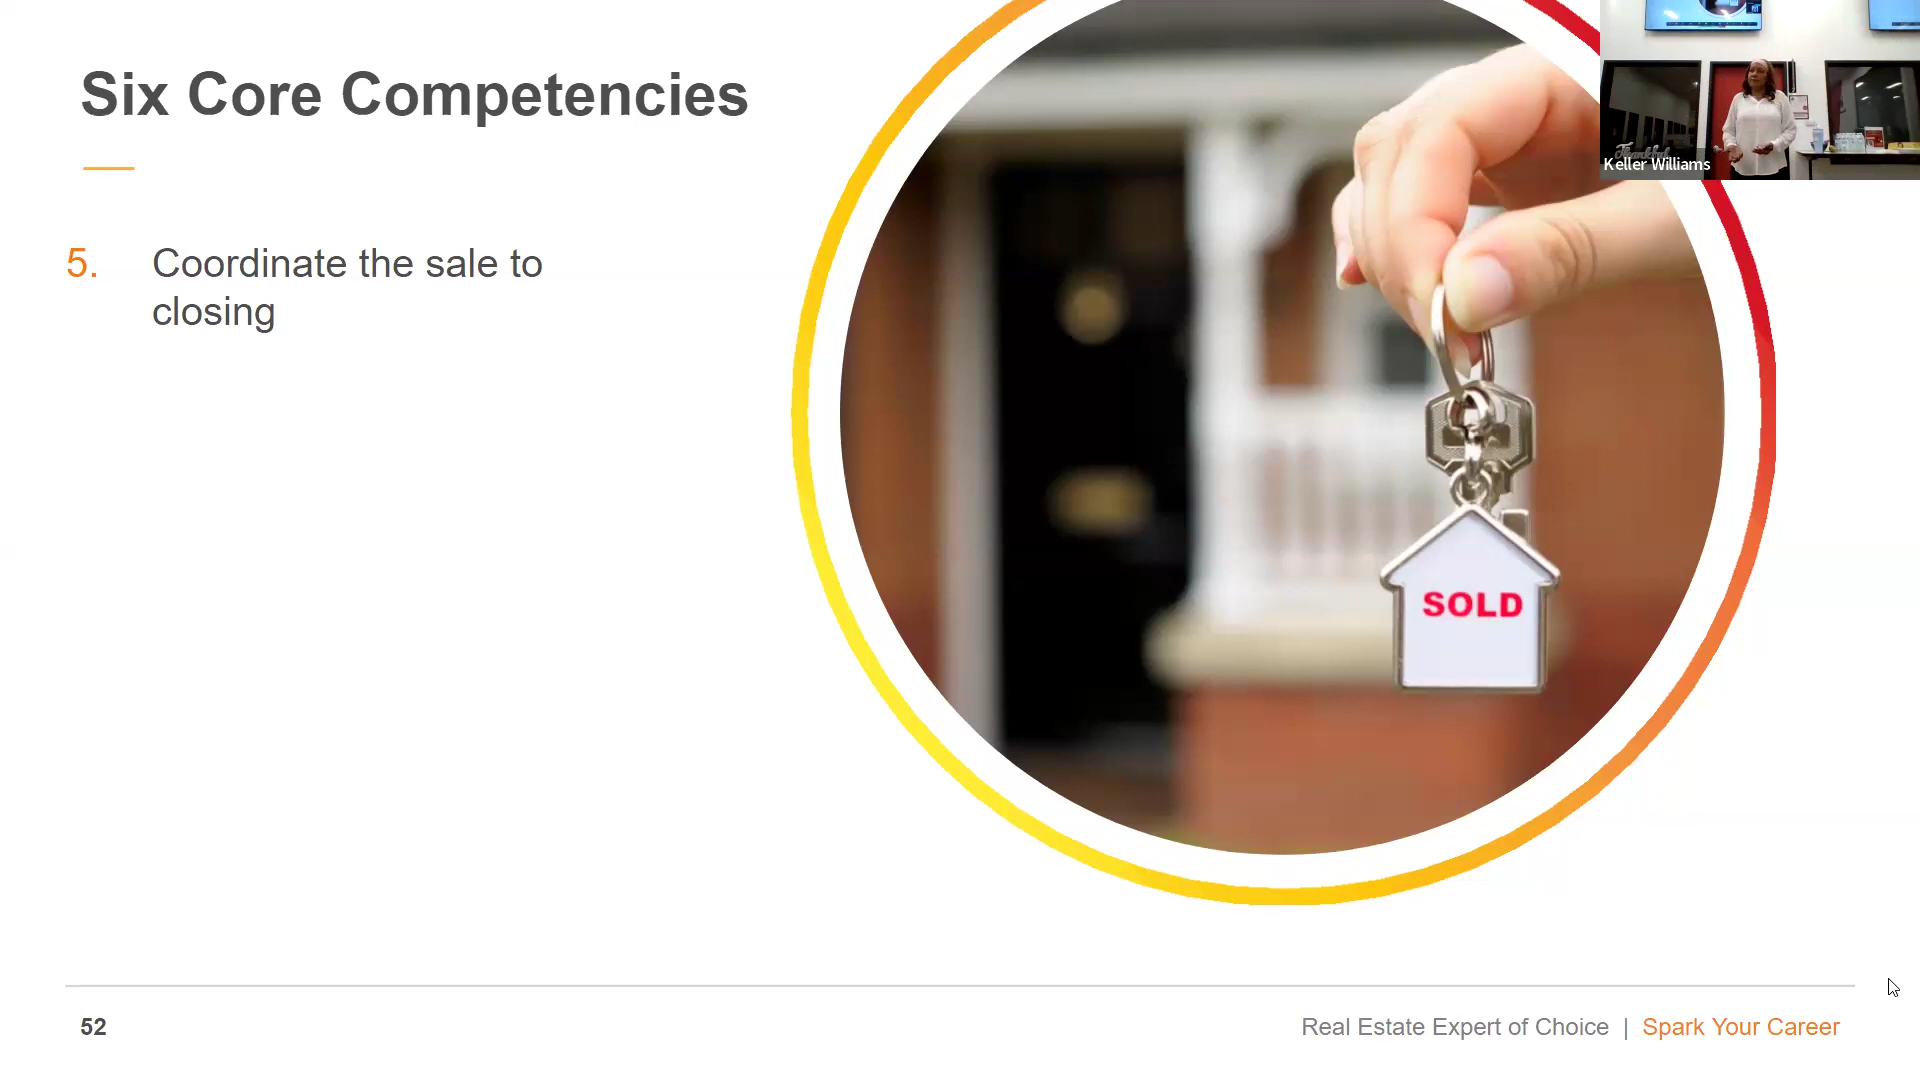 Six Core Competencies
5. Coordinate the sale to
closing
SOLD
Thankful
Keller Williams
52
Real Estate Expert of Choice | Spark Your Career